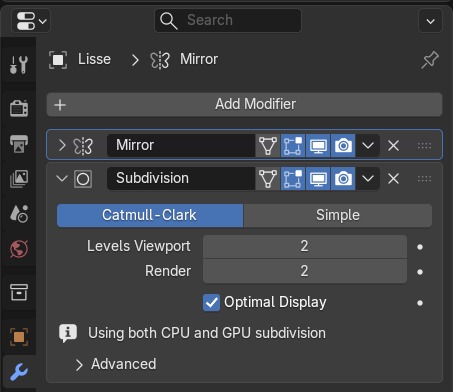 Search
Lisse > Mirror
Add Modifier
Mirror
Subdivision
Catmull-Clark Simple
Levels Viewport 2
Render 2
Optimal Display
Using both CPU and GPU subdivision
Advanced